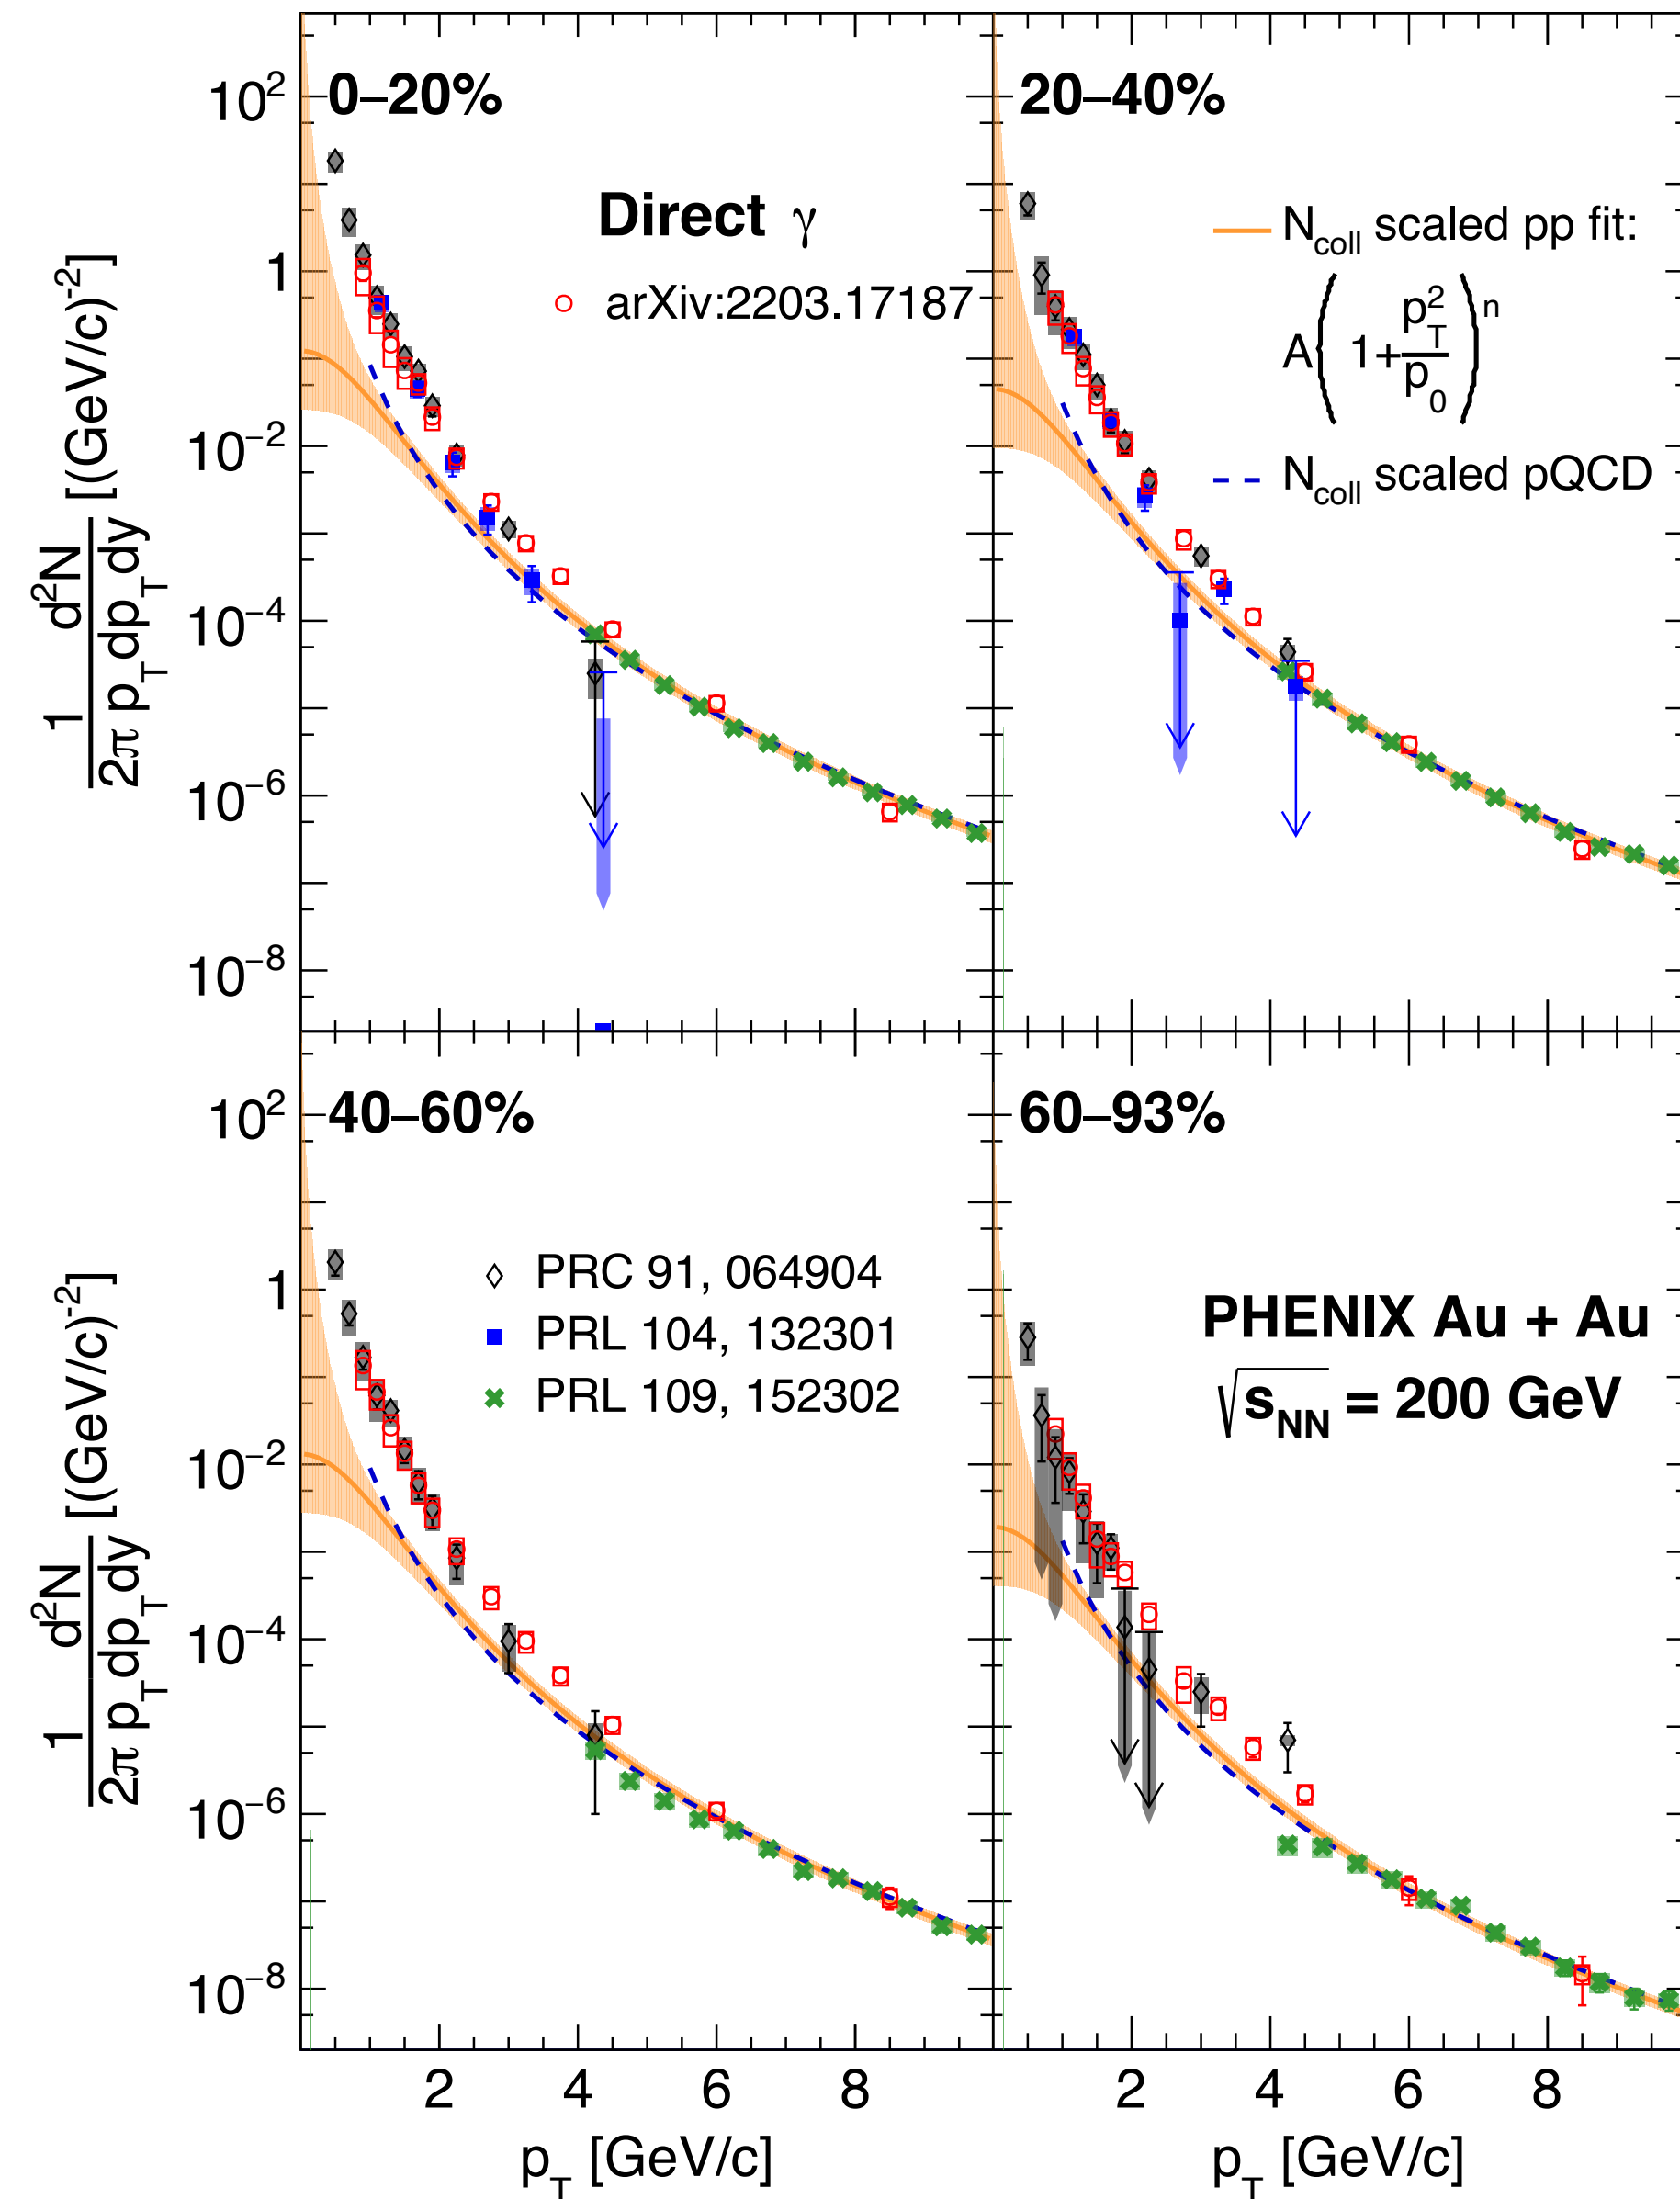 0–20%
20–40%
Direct γ
arXiv:2203.17187
N_coll scaled pp fit:
A(1+p_T^2/p_0)^n
N_coll scaled pQCD
10^2
1
10^−2
10^−4
10^−6
10^−8
1/(2π p_T) d^2N/(dp_T dy) [(GeV/c)^-2]
40–60%
60–93%
PRC 91, 064904
PRL 104, 132301
PRL 109, 152302
PHENIX Au + Au
√s_NN = 200 GeV
10^2
1
10^−2
10^−4
10^−6
10^−8
1/(2π p_T) d^2N/(dp_T dy) [(GeV/c)^-2]
2 4 6 8
2 4 6 8
p_T [GeV/c]
p_T [GeV/c]